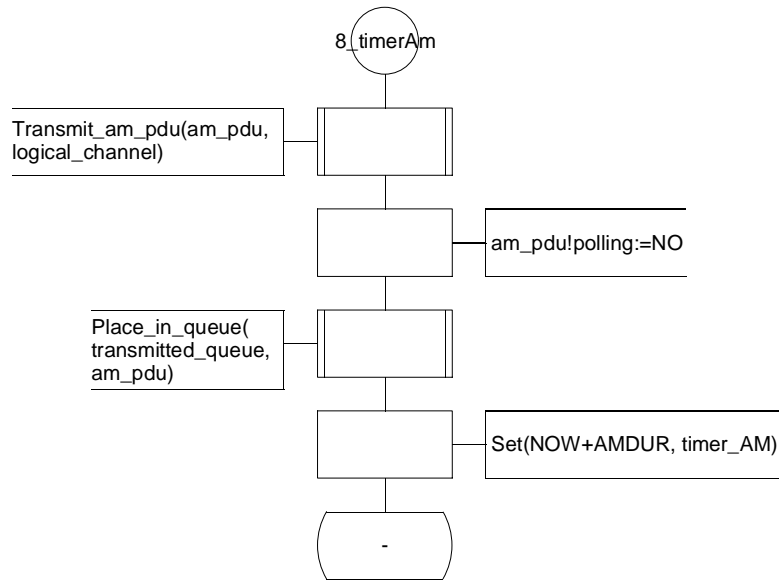 8_timerAm
Transmit_am_pdu(am_pdu,
logical_channel)
am_pdu!polling:=NO
Place_in_queue(
transmitted_queue,
am_pdu)
Set(NOW+AMDUR, timer_AM)
-